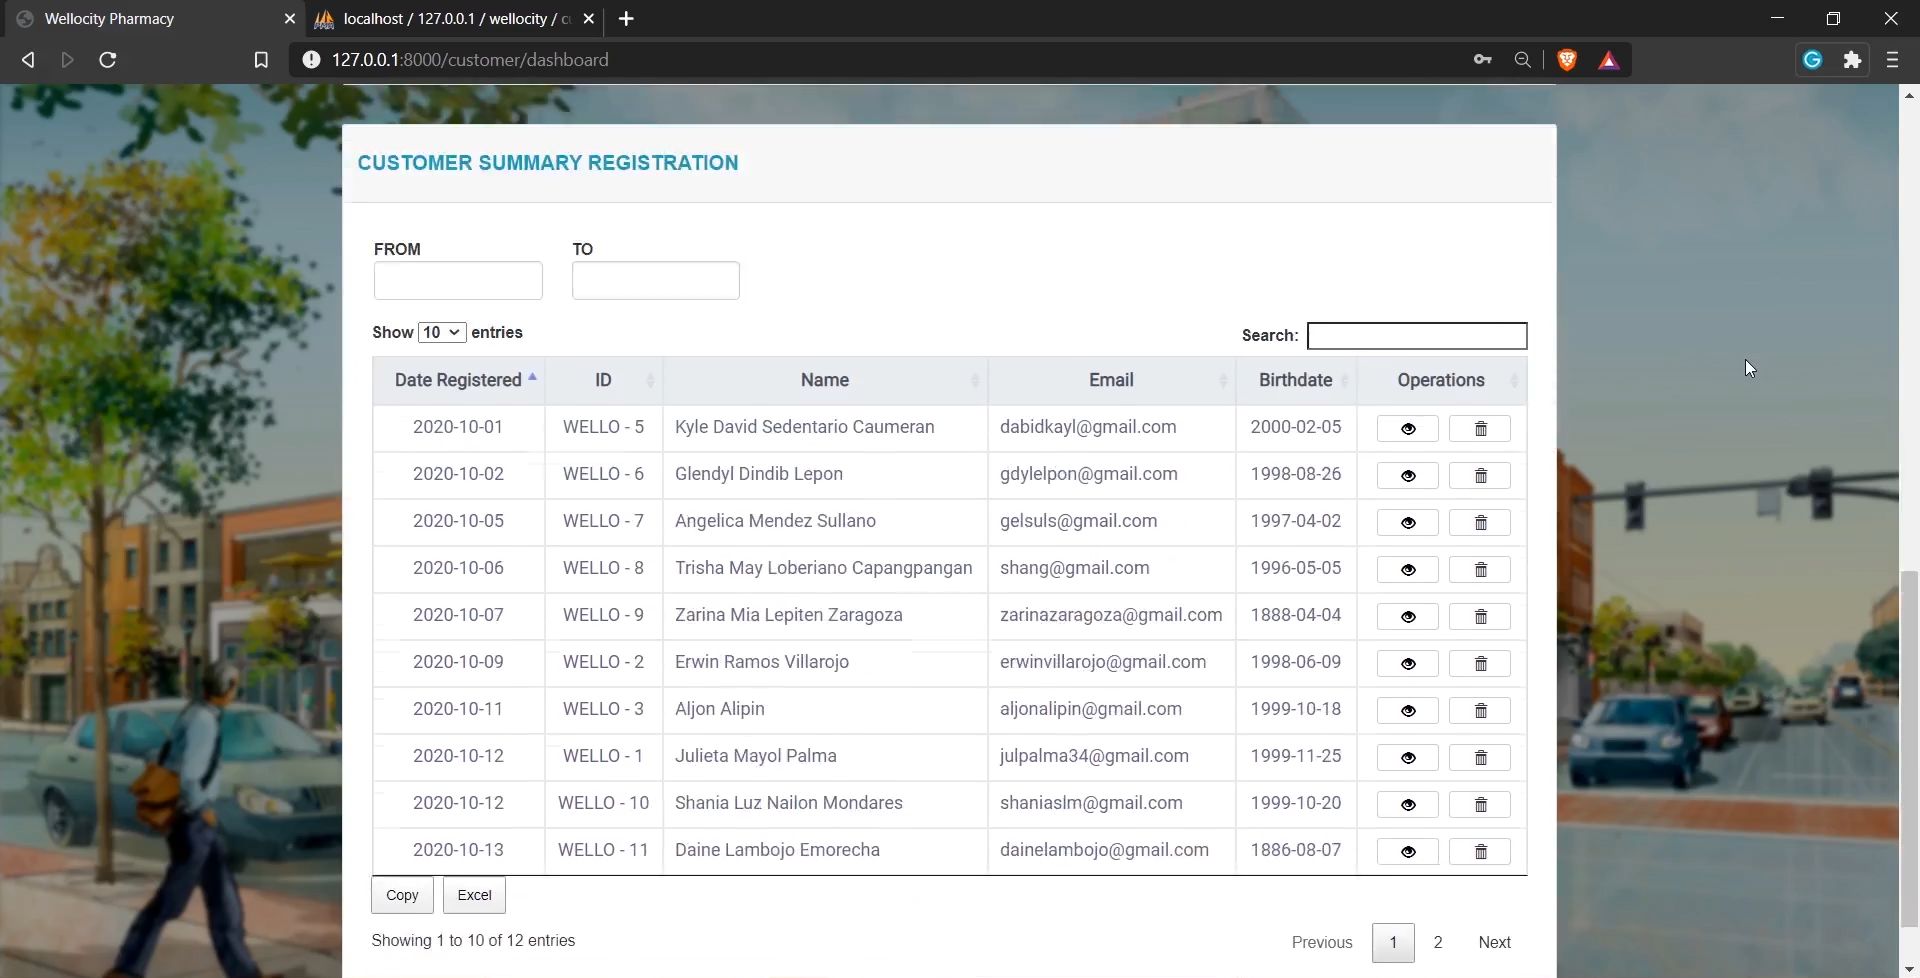 Wellocity Pharmacy
localhost / 127.0.0.1 / wellocity /
127.0.0.1:8000/customer/dashboard
CUSTOMER SUMMARY REGISTRATION
FROM TO
Show 10 entries Search:
Date Registered ID Name Email Birthdate Operations
2020-10-01 WELLO - 5 Kyle David Sedentario Caumeran dabidkayl@gmail.com 2000-02-05
2020-10-02 WELLO - 6 Glendyl Dindib Lepon gdylelpon@gmail.com 1998-08-26
2020-10-05 WELLO - 7 Angelica Mendez Sullano gelsuls@gmail.com 1997-04-02
2020-10-06 WELLO - 8 Trisha May Loberiano Capangpangan shang@gmail.com 1996-05-05
2020-10-07 WELLO - 9 Zarina Mia Lepiten Zaragoza zarinazaragoza@gmail.com 1888-04-04
2020-10-09 WELLO - 2 Erwin Ramos Villarojo erwinvillarojo@gmail.com 1998-06-09
2020-10-11 WELLO - 3 Aljon Alipin aljonalipin@gmail.com 1999-10-18
2020-10-12 WELLO - 1 Julieta Mayol Palma julpalma34@gmail.com 1999-11-25
2020-10-12 WELLO - 10 Shania Luz Nailon Mondares shaniaslm@gmail.com 1999-10-20
2020-10-13 WELLO - 11 Daine Lambojo Emorecha dainelambojo@gmail.com 1886-08-07
Copy Excel
Showing 1 to 10 of 12 entries Previous 1 2 Next